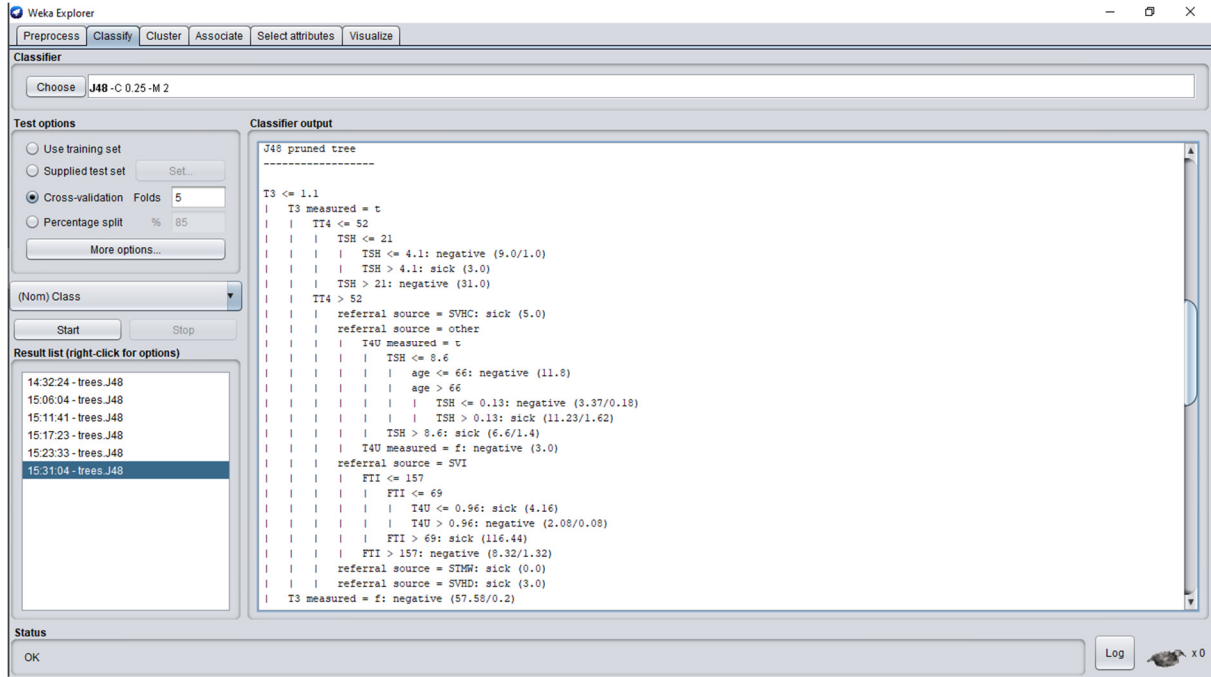 Weka Explorer
Preprocess Classify Cluster Associate Select attributes Visualize
Classifier
Choose J48 -C 0.25 -M 2
Test options
Use training set
Supplied test set Set...
Cross-validation Folds 5
Percentage split % 85
More options...
(Nom) Class
Start Stop
Result list (right-click for options)
14:32:24 - trees.J48
15:06:04 - trees.J48
15:11:41 - trees.J48
15:17:23 - trees.J48
15:23:33 - trees.J48
15:31:04 - trees.J48
Classifier output
J48 pruned tree
------------------
T3 <= 1.1
|   T3 measured = t
|   |   TT4 <= 52
|   |   |   TSH <= 21
|   |   |   |   TSH <= 4.1: negative (9.0/1.0)
|   |   |   |   TSH > 4.1: sick (3.0)
|   |   |   TSH > 21: negative (31.0)
|   |   TT4 > 52
|   |   |   referral source = SVHC: sick (5.0)
|   |   |   referral source = other
|   |   |   |   T4U measured = t
|   |   |   |   |   TSH <= 8.6
|   |   |   |   |   |   age <= 66: negative (11.8)
|   |   |   |   |   |   age > 66
|   |   |   |   |   |   |   TSH <= 0.13: negative (3.37/0.18)
|   |   |   |   |   |   |   TSH > 0.13: sick (11.23/1.62)
|   |   |   |   |   TSH > 8.6: sick (6.6/1.4)
|   |   |   |   T4U measured = f: negative (3.0)
|   |   |   referral source = SVI
|   |   |   |   FTI <= 157
|   |   |   |   |   FTI <= 69
|   |   |   |   |   |   T4U <= 0.96: sick (4.16)
|   |   |   |   |   |   T4U > 0.96: negative (2.08/0.08)
|   |   |   |   |   FTI > 69: sick (116.44)
|   |   |   |   FTI > 157: negative (8.32/1.32)
|   |   |   referral source = STMW: sick (0.0)
|   |   |   referral source = SVHD: sick (3.0)
|   T3 measured = f: negative (57.58/0.2)
Status
OK
Log
x 0